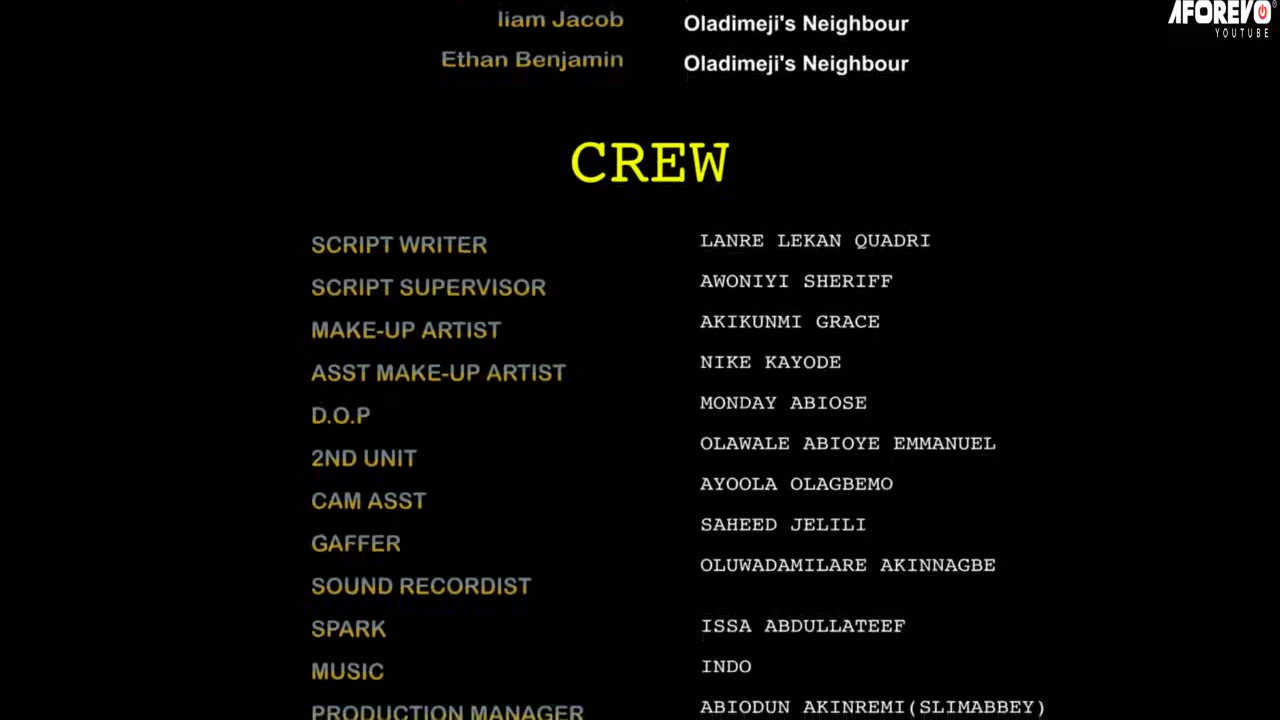 AFOREVO
YOUTUBE
liam Jacob Oladimeji's Neighbour
Ethan Benjamin Oladimeji's Neighbour
CREW
SCRIPT WRITER LANRE LEKAN QUADRI
SCRIPT SUPERVISOR AWONIYI SHERIFF
MAKE-UP ARTIST AKIKUNMI GRACE
ASST MAKE-UP ARTIST NIKE KAYODE
D.O.P MONDAY ABIOSE
2ND UNIT OLAWALE ABIOYE EMMANUEL
CAM ASST AYOOLA OLAGBEMO
GAFFER SAHEED JELILI
SOUND RECORDIST OLUWADAMILARE AKINNAGBE
SPARK ISSA ABDULLATEEF
MUSIC INDO
PRODUCTION MANAGER ABIODUN AKINREMI(SLIMABBEY)